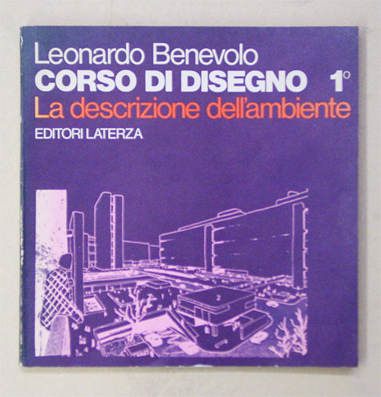 Leonardo Benevolo
CORSO DI DISEGNO 1°
La descrizione dell'ambiente
EDITORI LATERZA